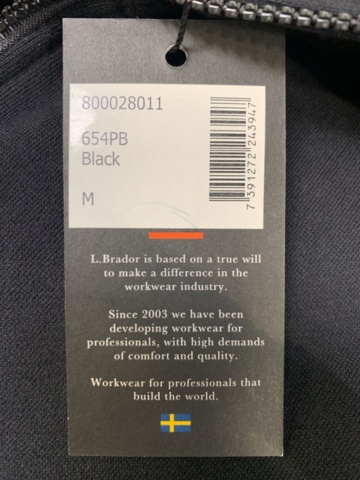 800028011
654PB
Black
M
7 391272 243947
L.Brador is based on a true will
to make a difference in the
workwear industry.
Since 2003 we have been
developing workwear for
professionals, with high demands
of comfort and quality.
Workwear for professionals that
build the world.